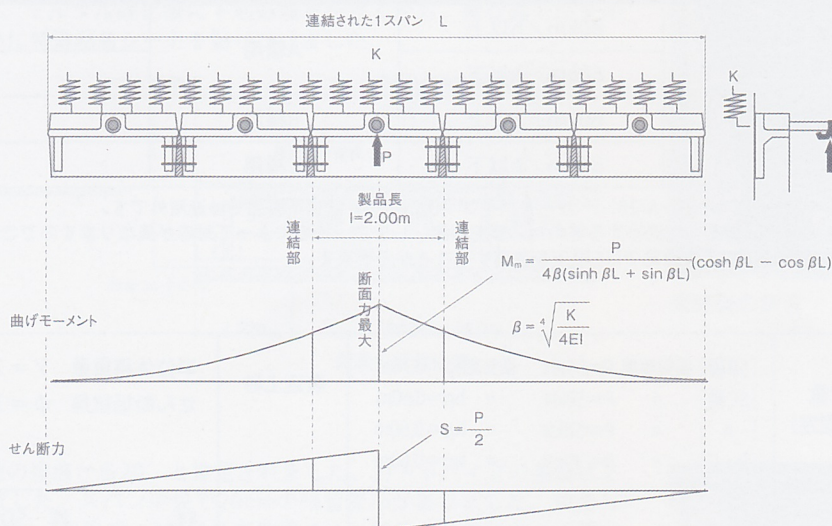 連結された1スパン L
K
K
P
製品長
l=2.00m
連結部
連結部
断面力最大
Mm = P / 4β(sinh βL + sin βL) (cosh βL − cos βL)
β = ⁴√ K / 4EI
曲げモーメント
S = P / 2
せん断力